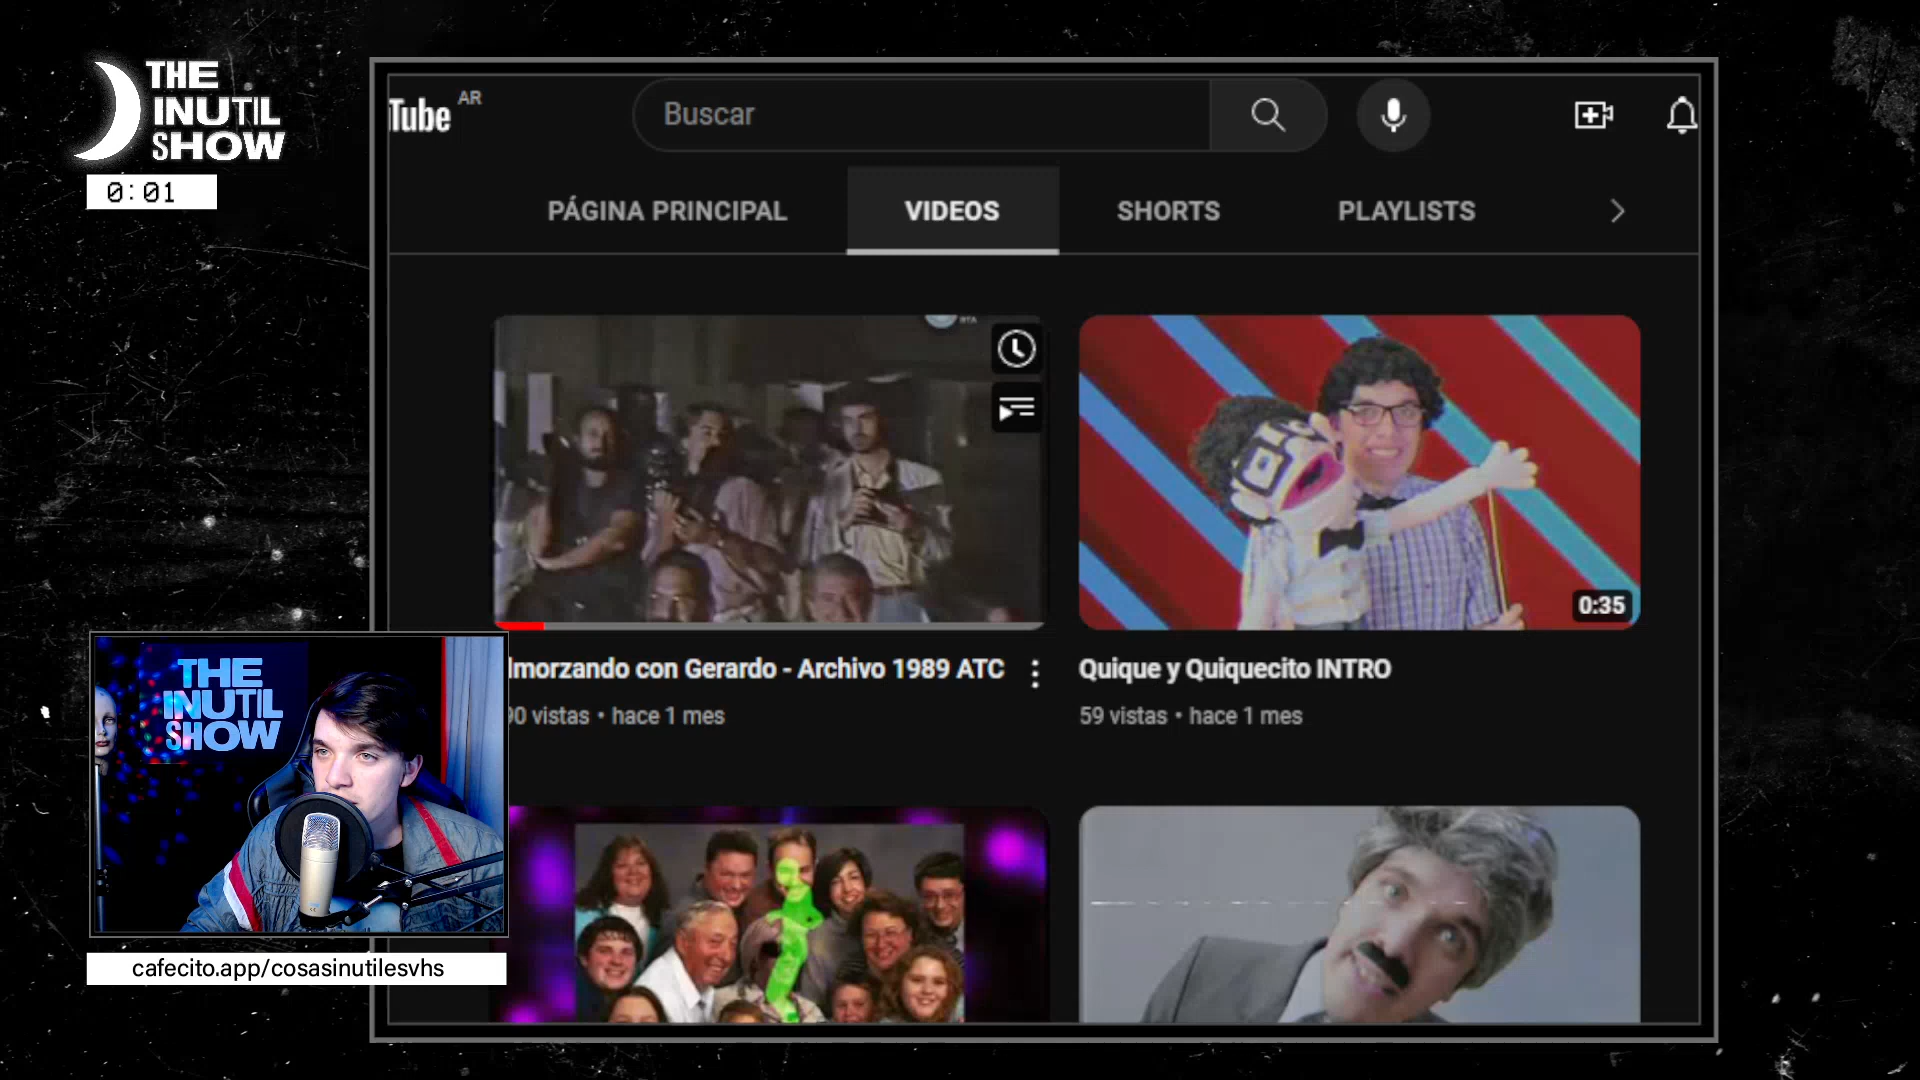 THE
INUTIL
SHOW
0:01
Tube AR
Buscar
PÁGINA PRINCIPAL
VIDEOS
SHORTS
PLAYLISTS
0:35
lmorzando con Gerardo - Archivo 1989 ATC
90 vistas • hace 1 mes
Quique y Quiquecito INTRO
59 vistas • hace 1 mes
THE
INUTIL
SHOW
cafecito.app/cosasinutilesvhs